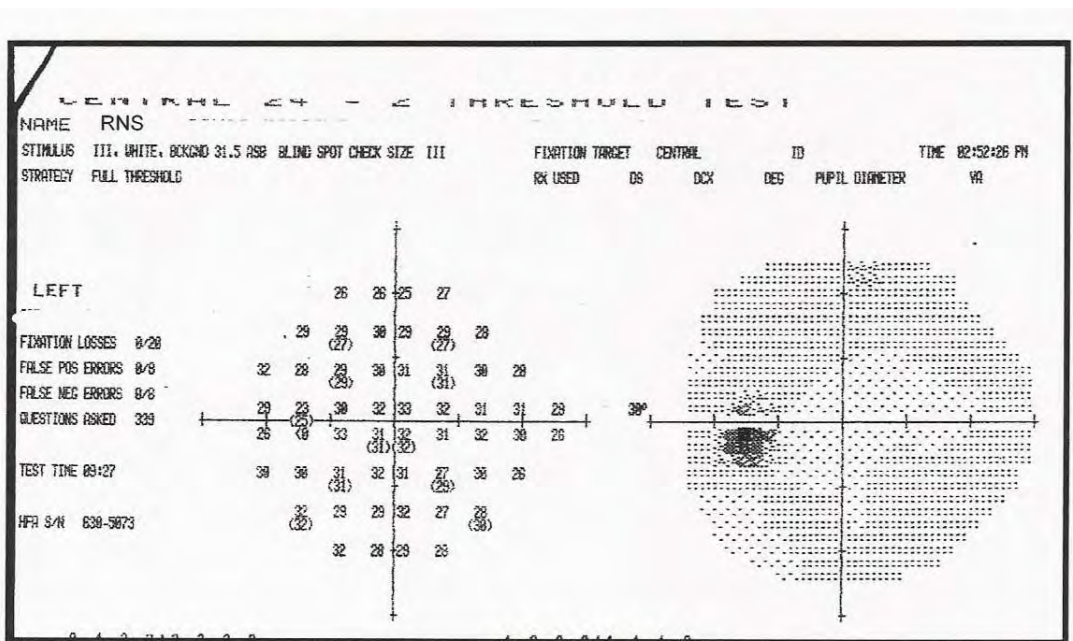 CENTRAL 24 - 2 THRESHOLD TEST
NAME RNS
STIMULUS III, WHITE, BCKGND 31.5 ASB BLIND SPOT CHECK SIZE III FIXATION TARGET CENTRAL ID TIME 02:52:26 PM
STRATEGY FULL THRESHOLD RX USED DS DCX DEG PUPIL DIAMETER VA
LEFT
26 26 25 27
29 29 30 29 29 28
(27) (27)
FIXATION LOSSES 0/20
32 28 29 30 31 31 30 28
(29) (31)
FALSE POS ERRORS 0/9
FALSE NEG ERRORS 0/8
29 23 30 32 33 32 31 31 29 30°
QUESTIONS ASKED 339
26 <0 33 31 32 31 32 30 26
(31) (32)
TEST TIME 09:27
30 30 31 32 31 27 30 26
(31) (29)
HFA S/N 630-5073
32 29 29 32 27 28
(32) (30)
32 28 29 28